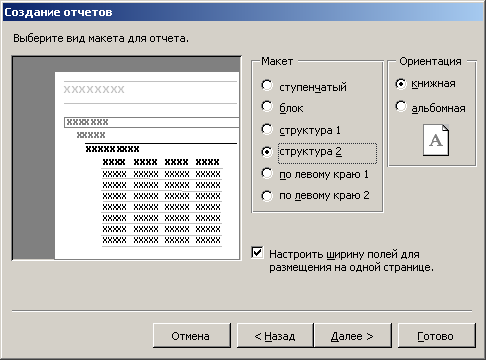 Создание отчетов
Выберите вид макета для отчета.
XXXXXXXX
XXXXXXX
XXXXX
XXXXXXXXX
XXXX XXXX XXXX XXXX
XXXXX XXXXX XXXXX XXXXX
XXXXX XXXXX XXXXX XXXXX
XXXXX XXXXX XXXXX XXXXX
XXXXX XXXXX XXXXX XXXXX
XXXXX XXXXX XXXXX XXXXX
XXXXX XXXXX XXXXX XXXXX
XXXXX XXXXX XXXXX XXXXX
Макет
ступенчатый
блок
структура 1
структура 2
по левому краю 1
по левому краю 2
Ориентация
книжная
альбомная
A
Настроить ширину полей для
размещения на одной странице.
Отмена
< Назад
Далее >
Готово